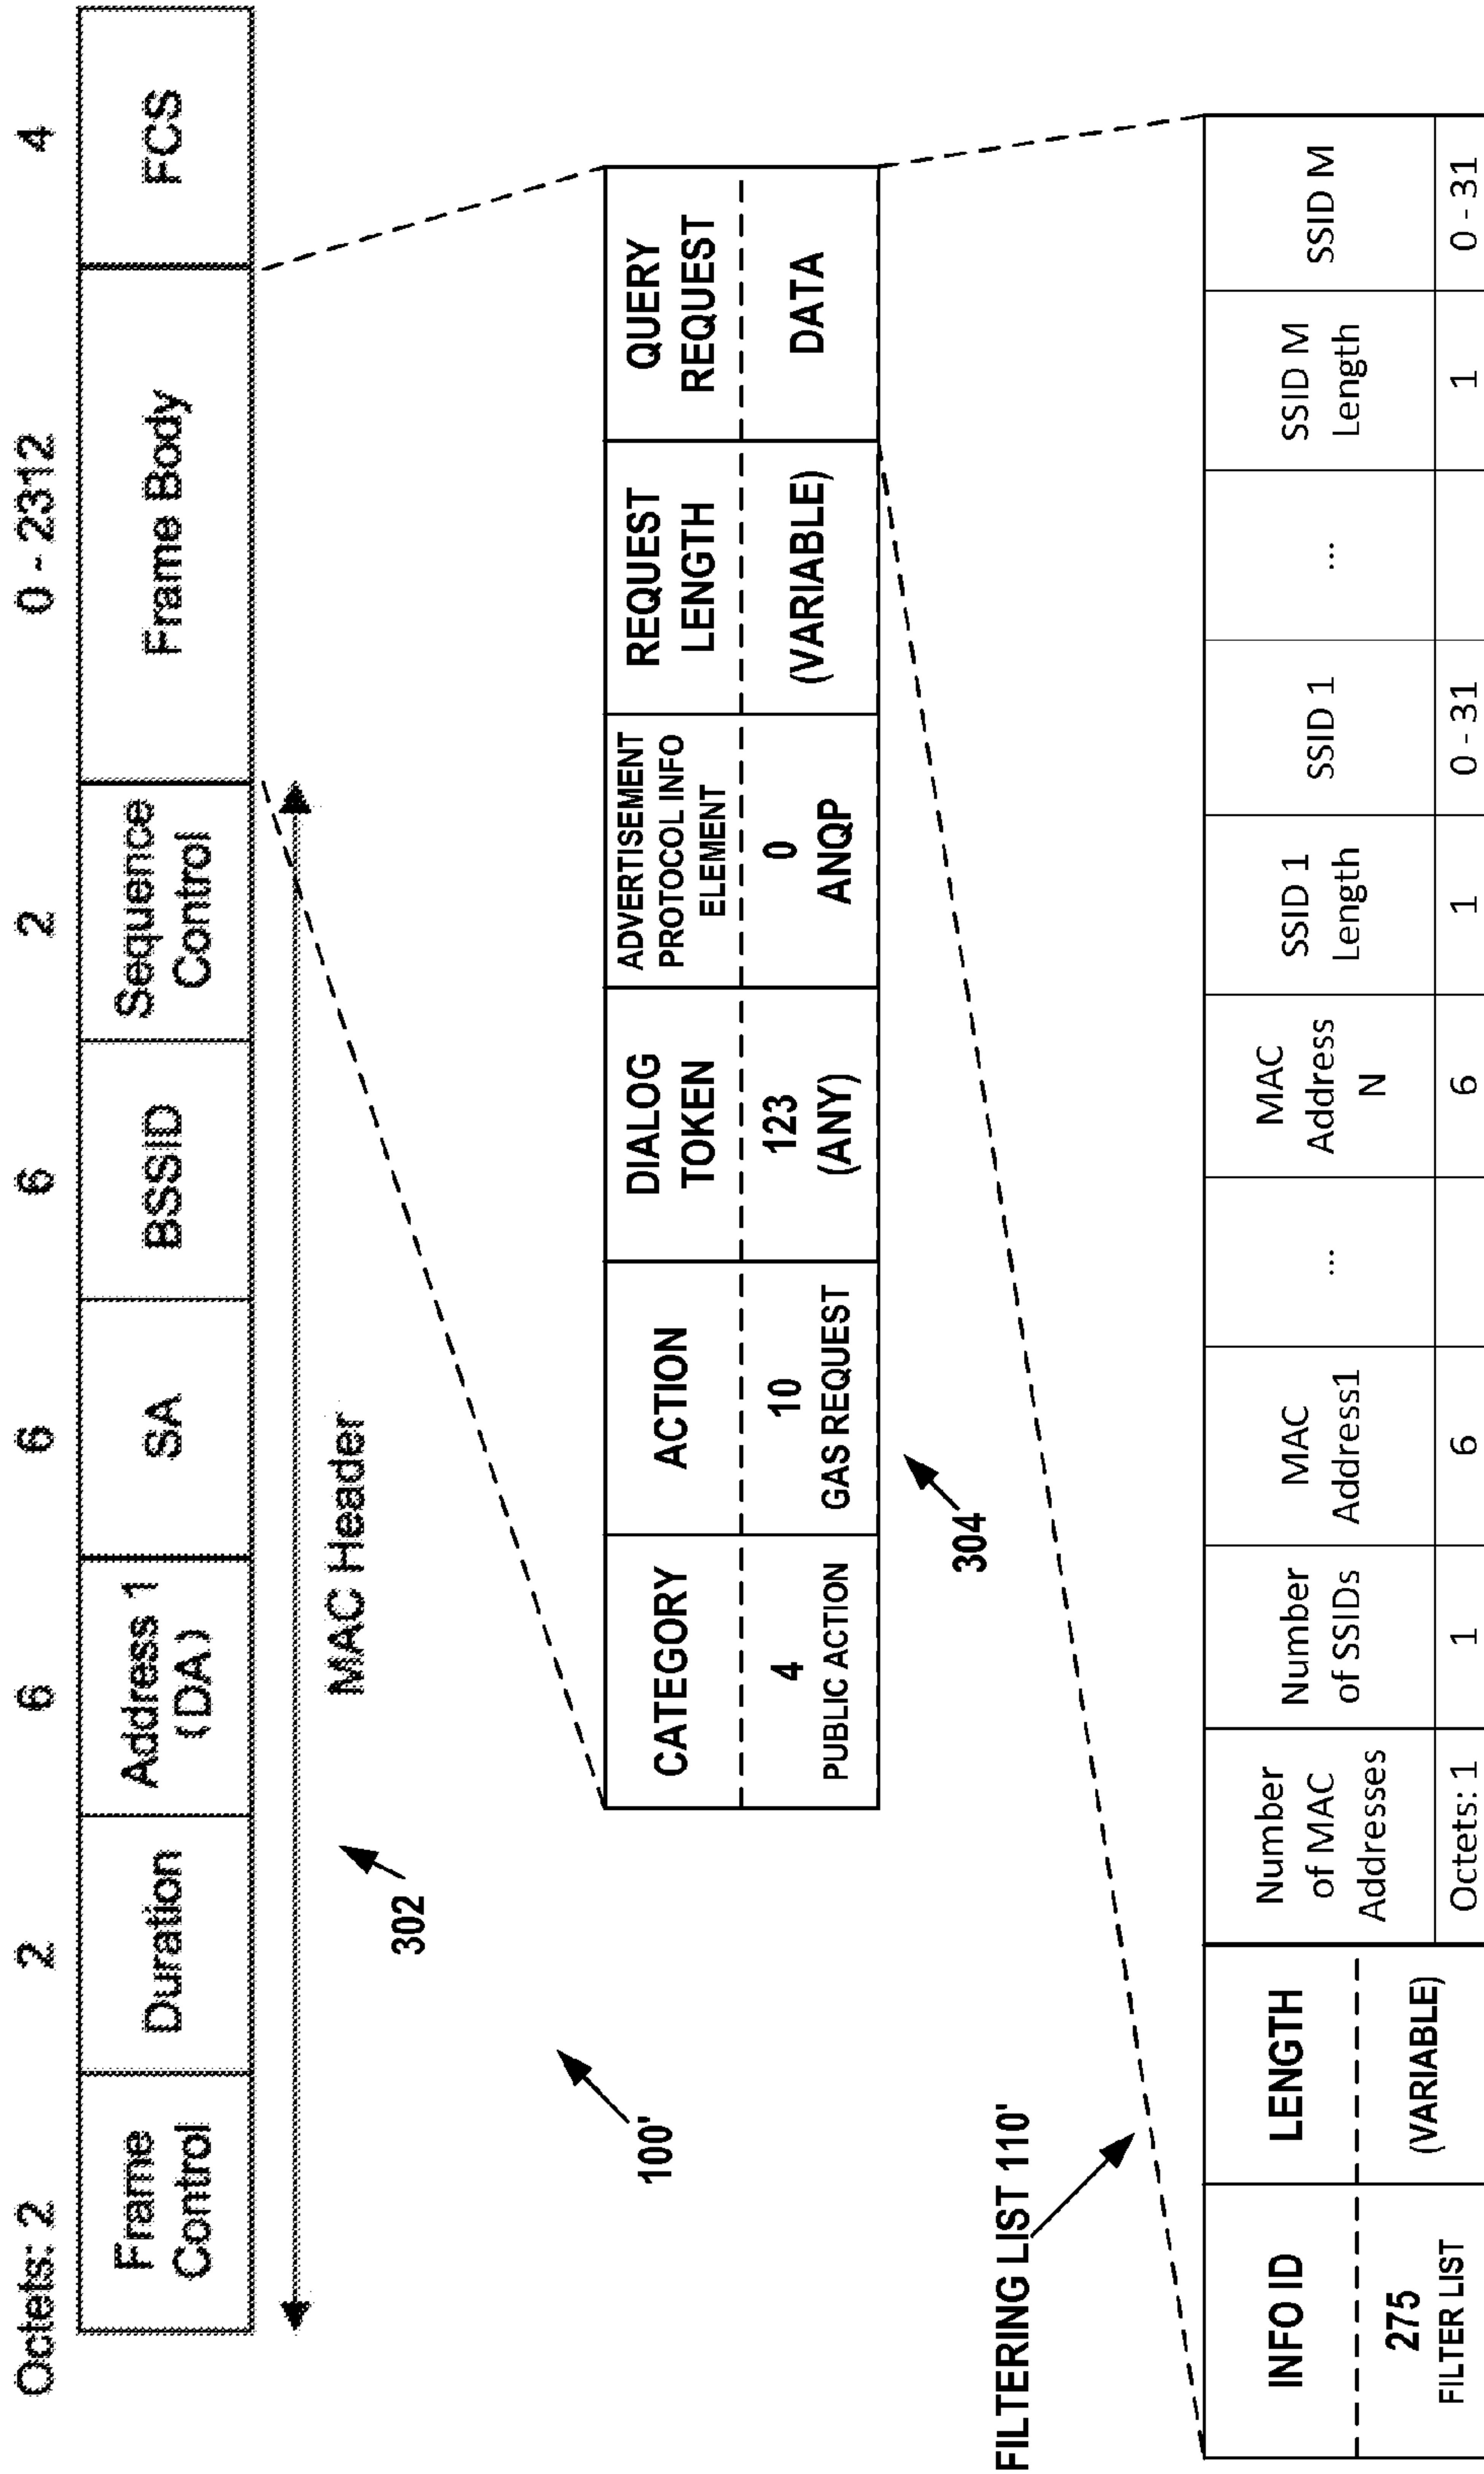 Octets: 2
2
6
6
6
2
0 - 2312
4
Frame
Control
Duration
Address 1
(DA)
SA
BSSID
Sequence
Control
Frame Body
FCS
MAC Header
302
100'
CATEGORY
ACTION
DIALOG
TOKEN
ADVERTISEMENT
PROTOCOL INFO
ELEMENT
REQUEST
LENGTH
QUERY
REQUEST
4
PUBLIC ACTION
10
GAS REQUEST
123
(ANY)
0
ANQP
(VARIABLE)
DATA
304
FILTERING LIST 110'
INFO ID
LENGTH
Number
of MAC
Addresses
Number
of SSIDs
MAC
Address1
...
MAC
Address
N
SSID 1
Length
SSID 1
...
SSID M
Length
SSID M
275
FILTER LIST
(VARIABLE)
Octets: 1
1
6
6
1
0 - 31
1
0 - 31